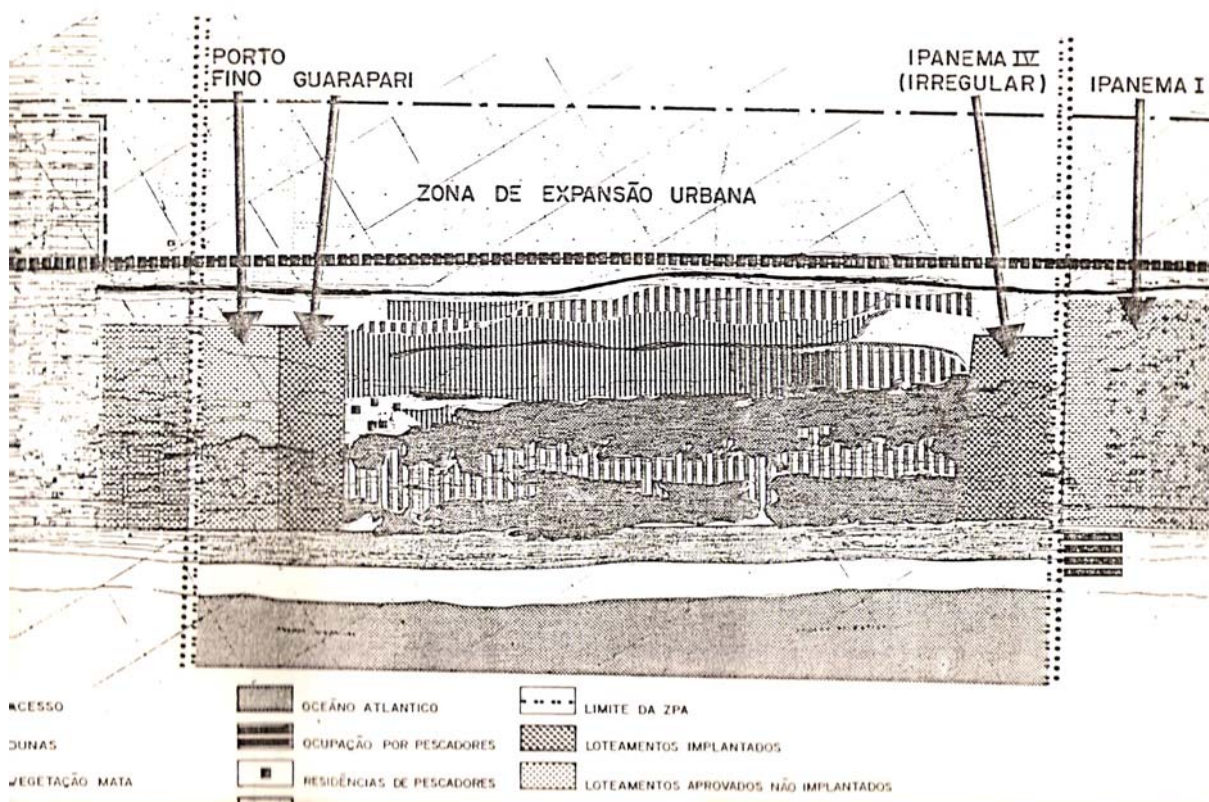 PORTO
FINO
GUARAPARI
IPANEMA IV
(IRREGULAR)
IPANEMA I
ZONA DE EXPANSÃO URBANA
ACESSO
DUNAS
VEGETAÇÃO MATA
OCEÂNO ATLANTICO
OCUPAÇÃO POR PESCADORES
RESIDÊNCIAS DE PESCADORES
LIMITE DA ZPA
LOTEAMENTOS IMPLANTADOS
LOTEAMENTOS APROVADOS NÃO IMPLANTADOS